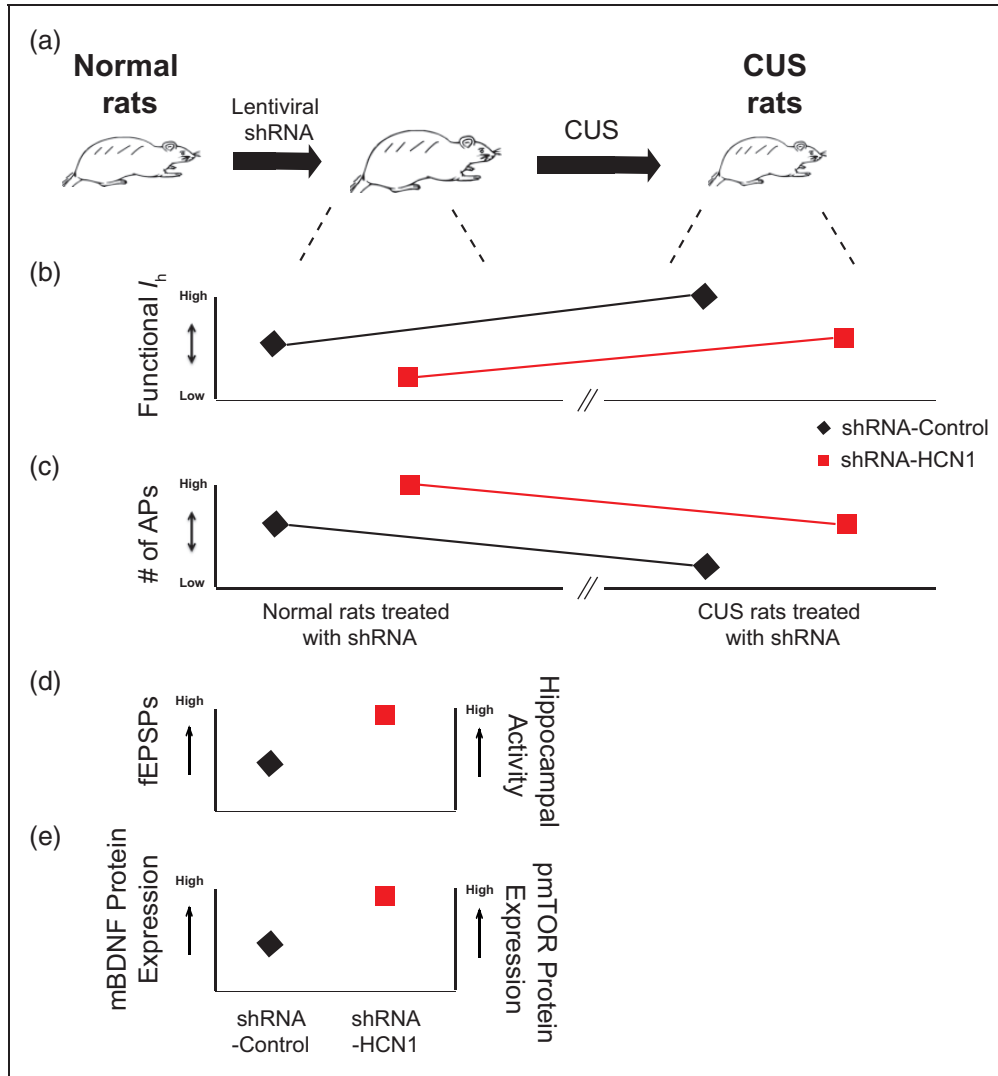 (a)
Normal
rats
Lentiviral
shRNA
CUS
CUS
rats
(b)
Functional Ih
High
Low
//
shRNA-Control
shRNA-HCN1
(c)
# of APs
High
Low
//
Normal rats treated
with shRNA
CUS rats treated
with shRNA
(d)
fEPSPs
High
High
Hippocampal
Activity
(e)
mBDNF Protein
Expression
High
High
pmTOR Protein
Expression
shRNA
-Control
shRNA
-HCN1